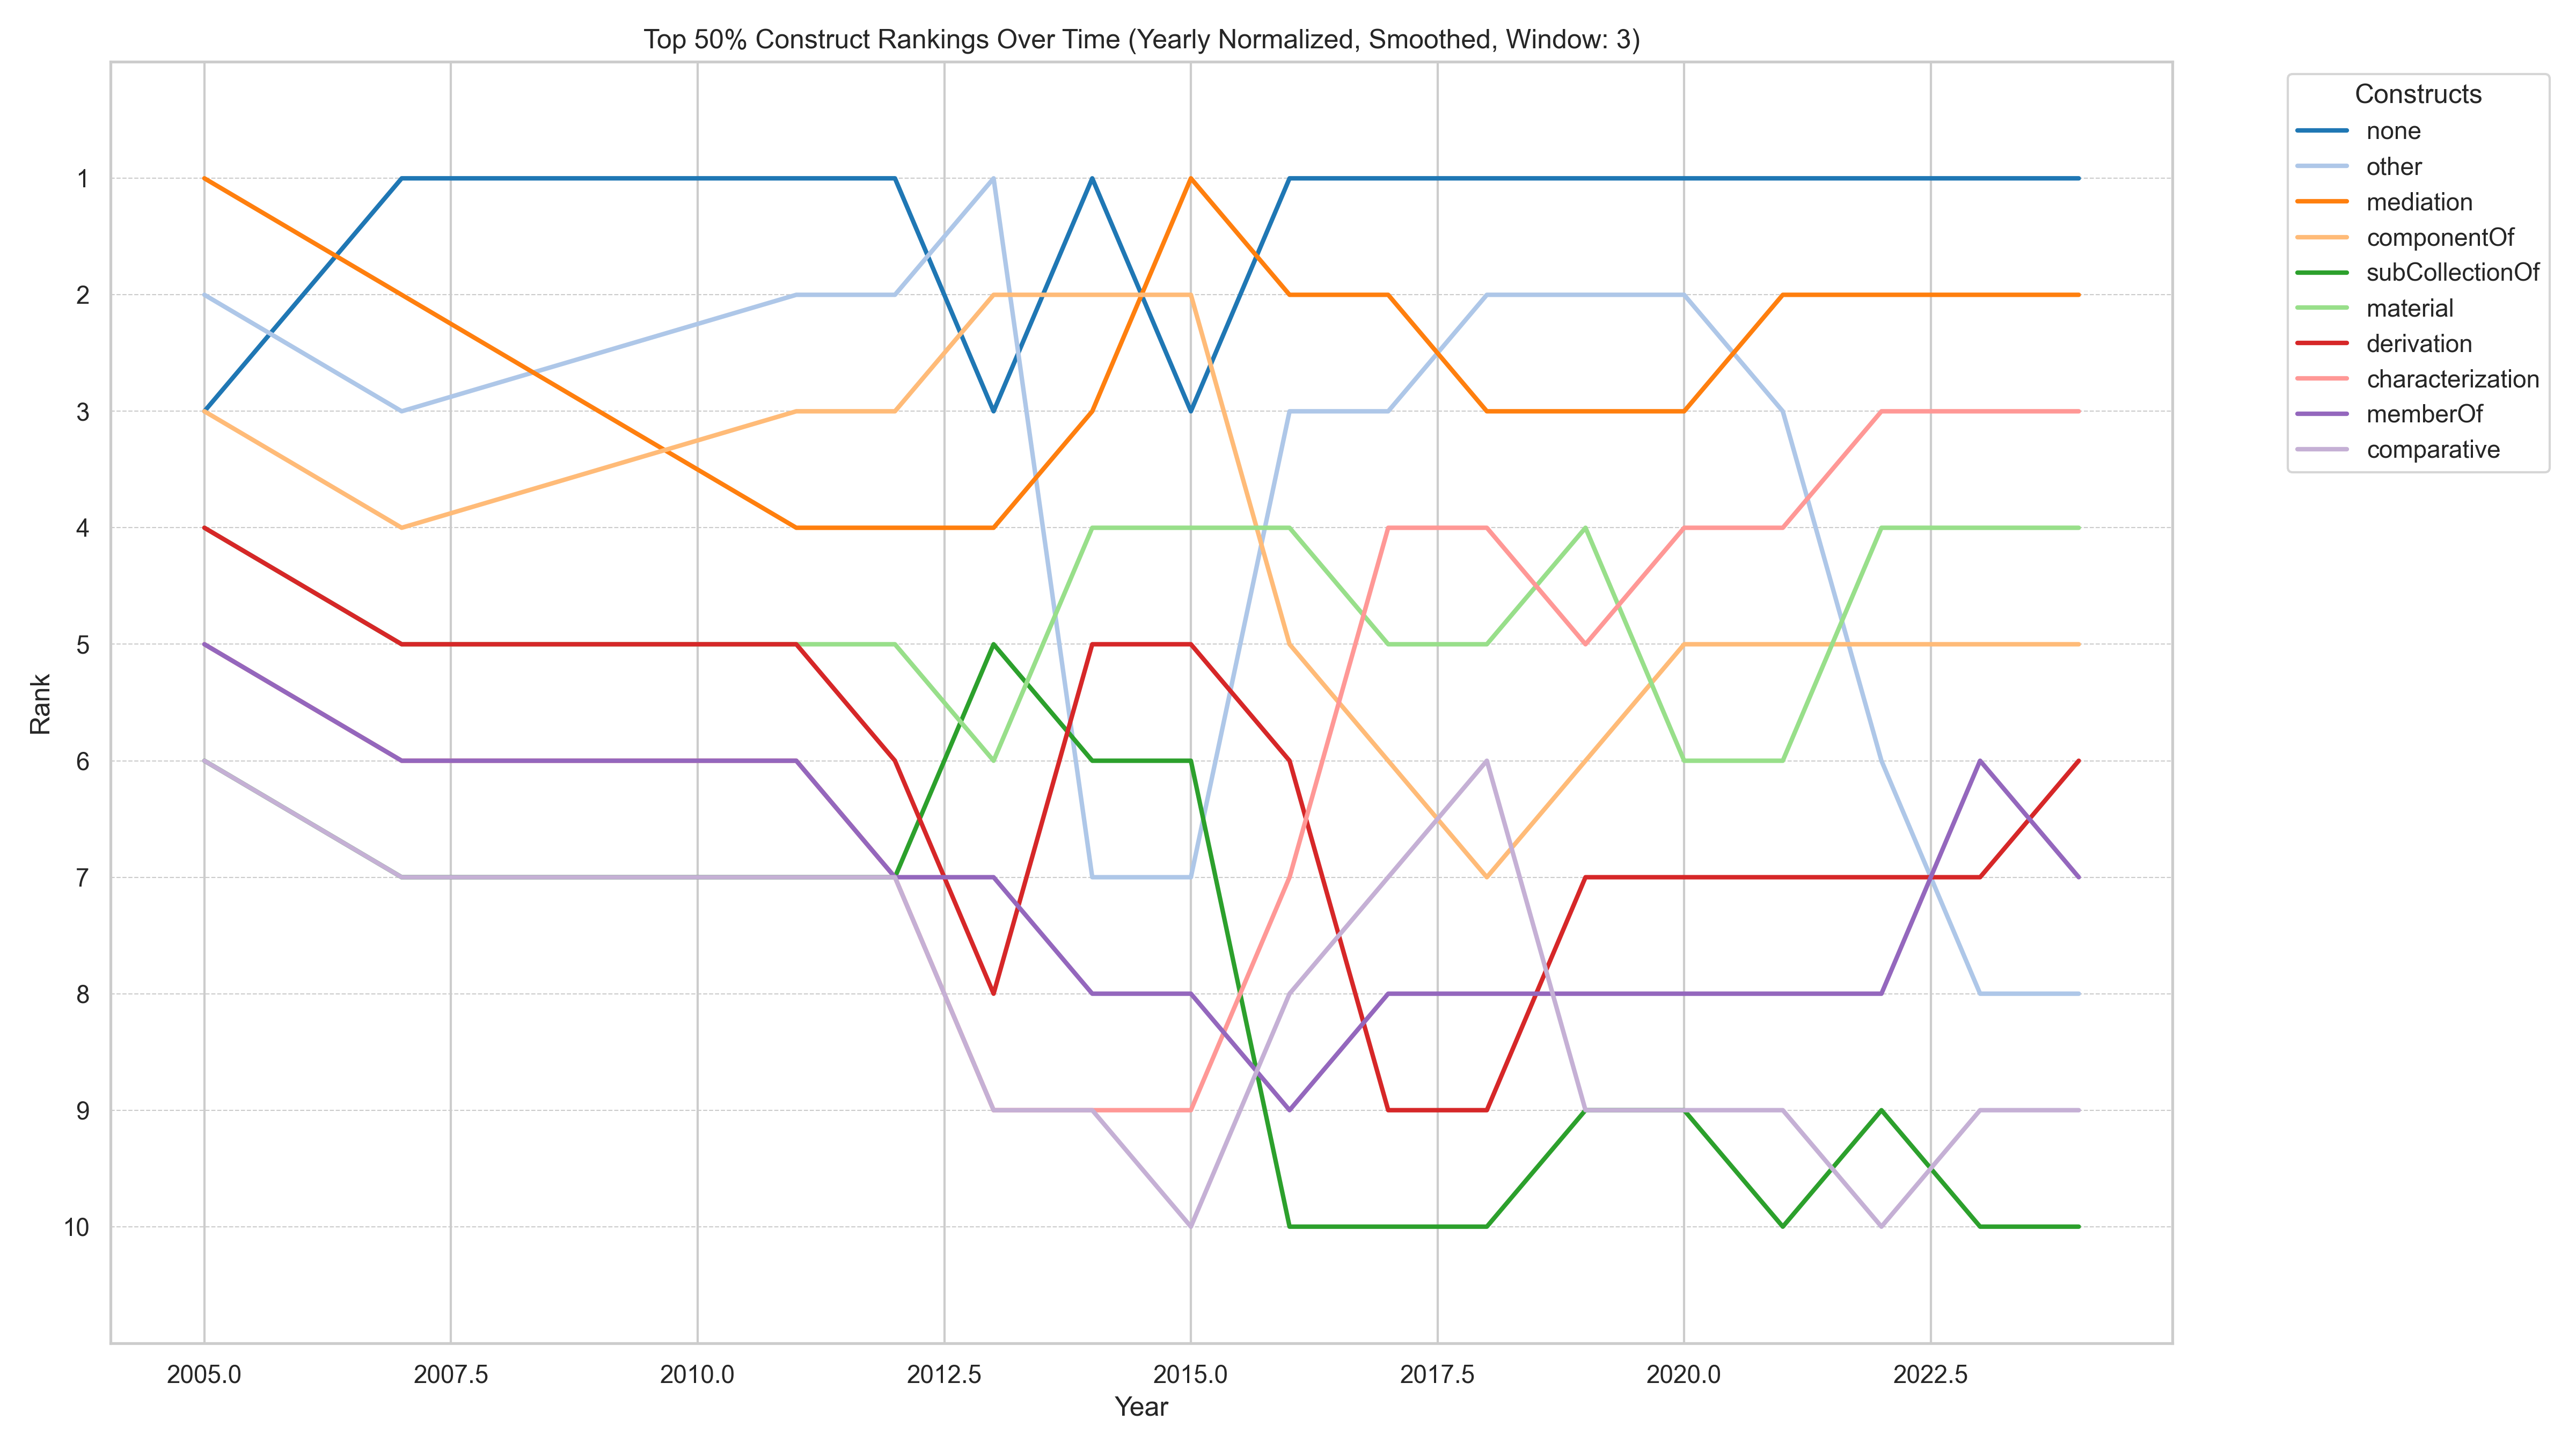 Top 50% Construct Rankings Over Time (Yearly Normalized, Smoothed, Window: 3)
Constructs
none
other
mediation
componentOf
subCollectionOf
material
derivation
characterization
memberOf
comparative
Rank
1
2
3
4
5
6
7
8
9
10
2005.0 2007.5 2010.0 2012.5 2015.0 2017.5 2020.0 2022.5
Year